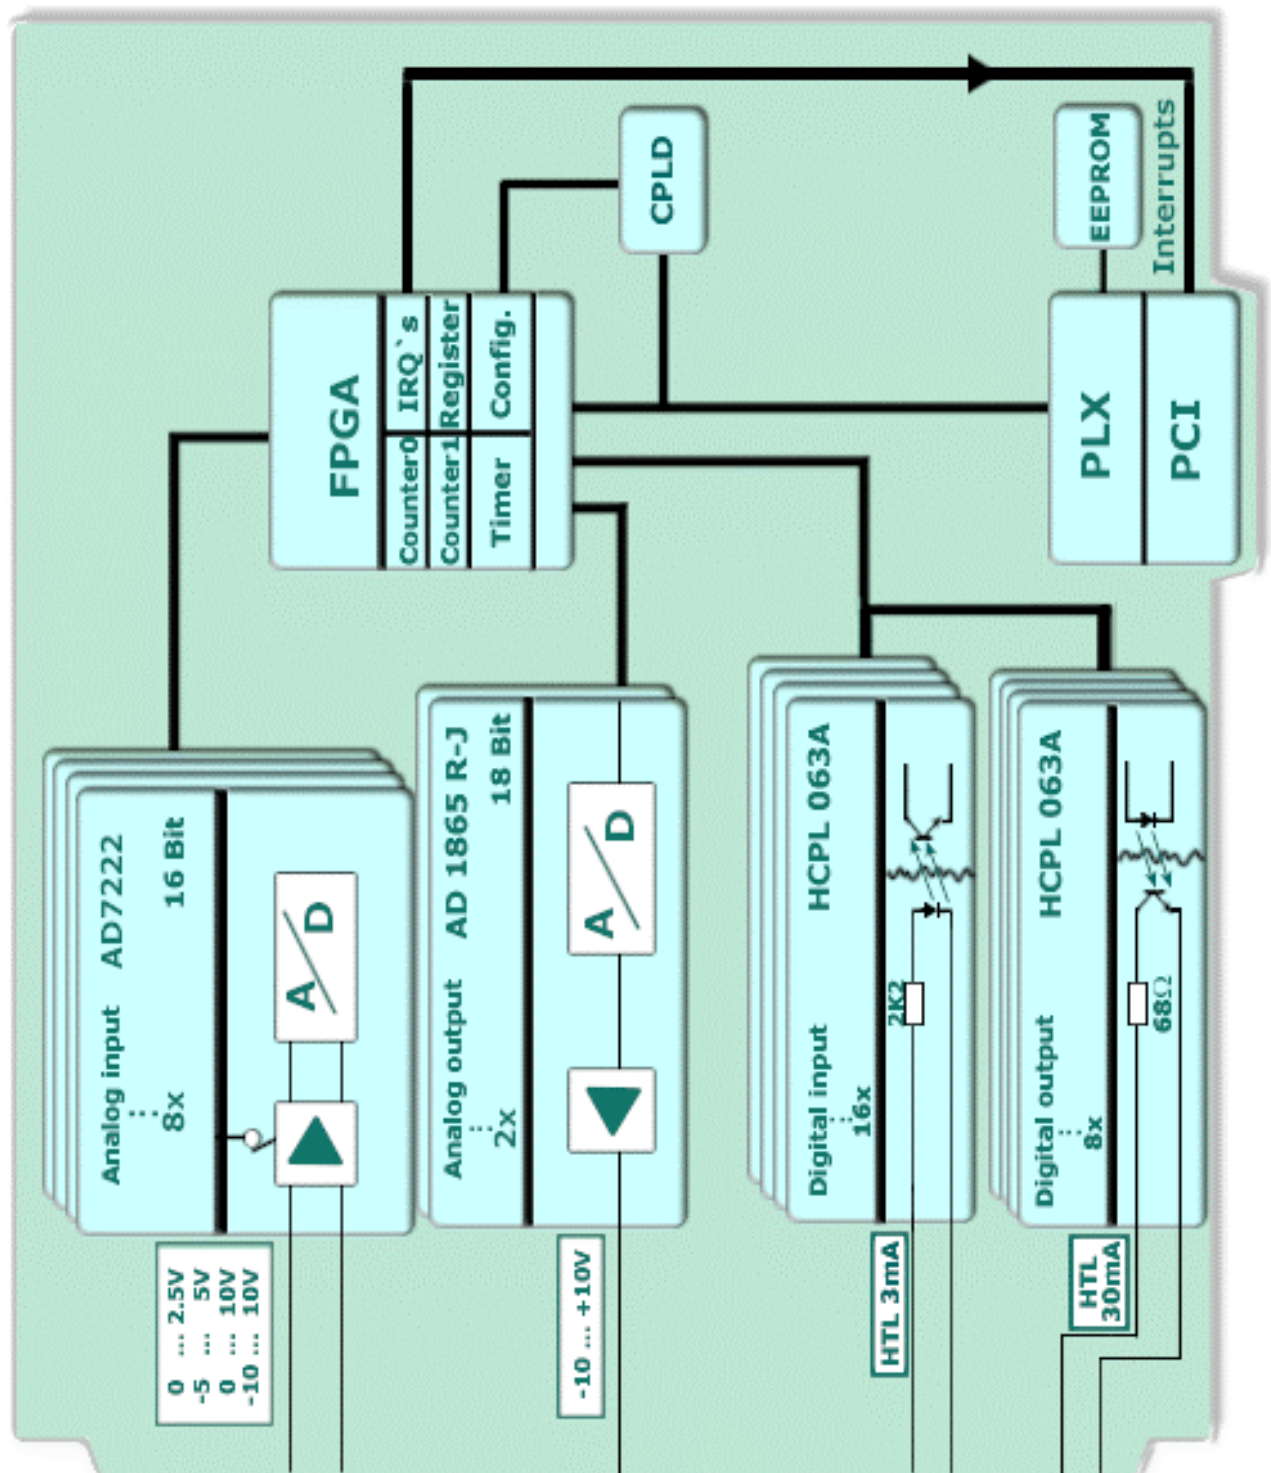 Interrupts
EEPROM
PLX
PCI
CPLD
FPGA
Counter0
IRQ`s
Counter1
Register
Timer
Config.
Analog input
AD7222
8x
16 Bit
A/D
0 ... 2.5V
-5 ... 5V
0 ... 10V
-10 ... 10V
Analog output
AD 1865 R-J
2x
18 Bit
A/D
-10 ... +10V
Digital input
HCPL 063A
16x
2K2
HTL 3mA
Digital output
HCPL 063A
8x
68Ω
HTL
30mA